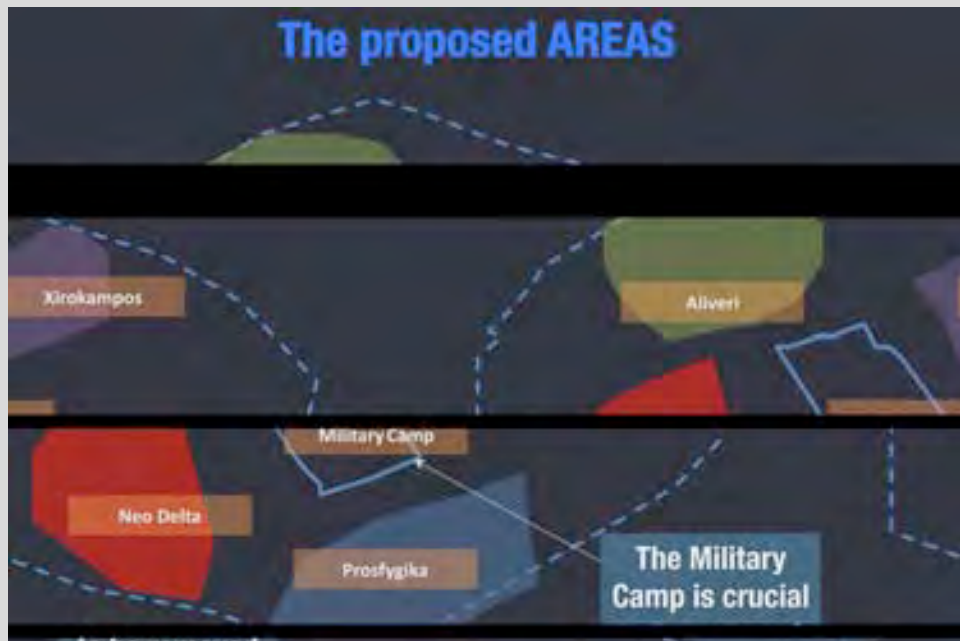 The proposed AREAS
Xirokampos
Aliveri
Military Camp
Neo Delta
Prosfygika
The Military
Camp is crucial